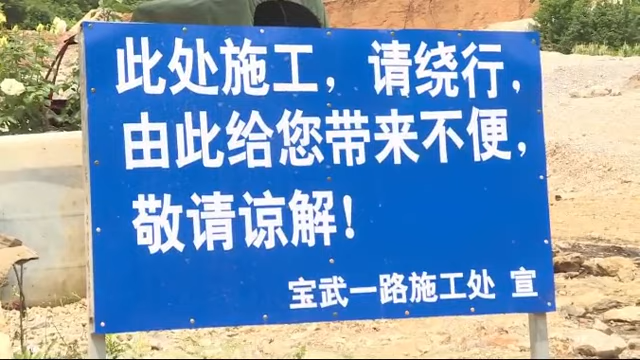 此处施工，请绕行，
由此给您带来不便，
敬请谅解！
宝武一路施工处 宣